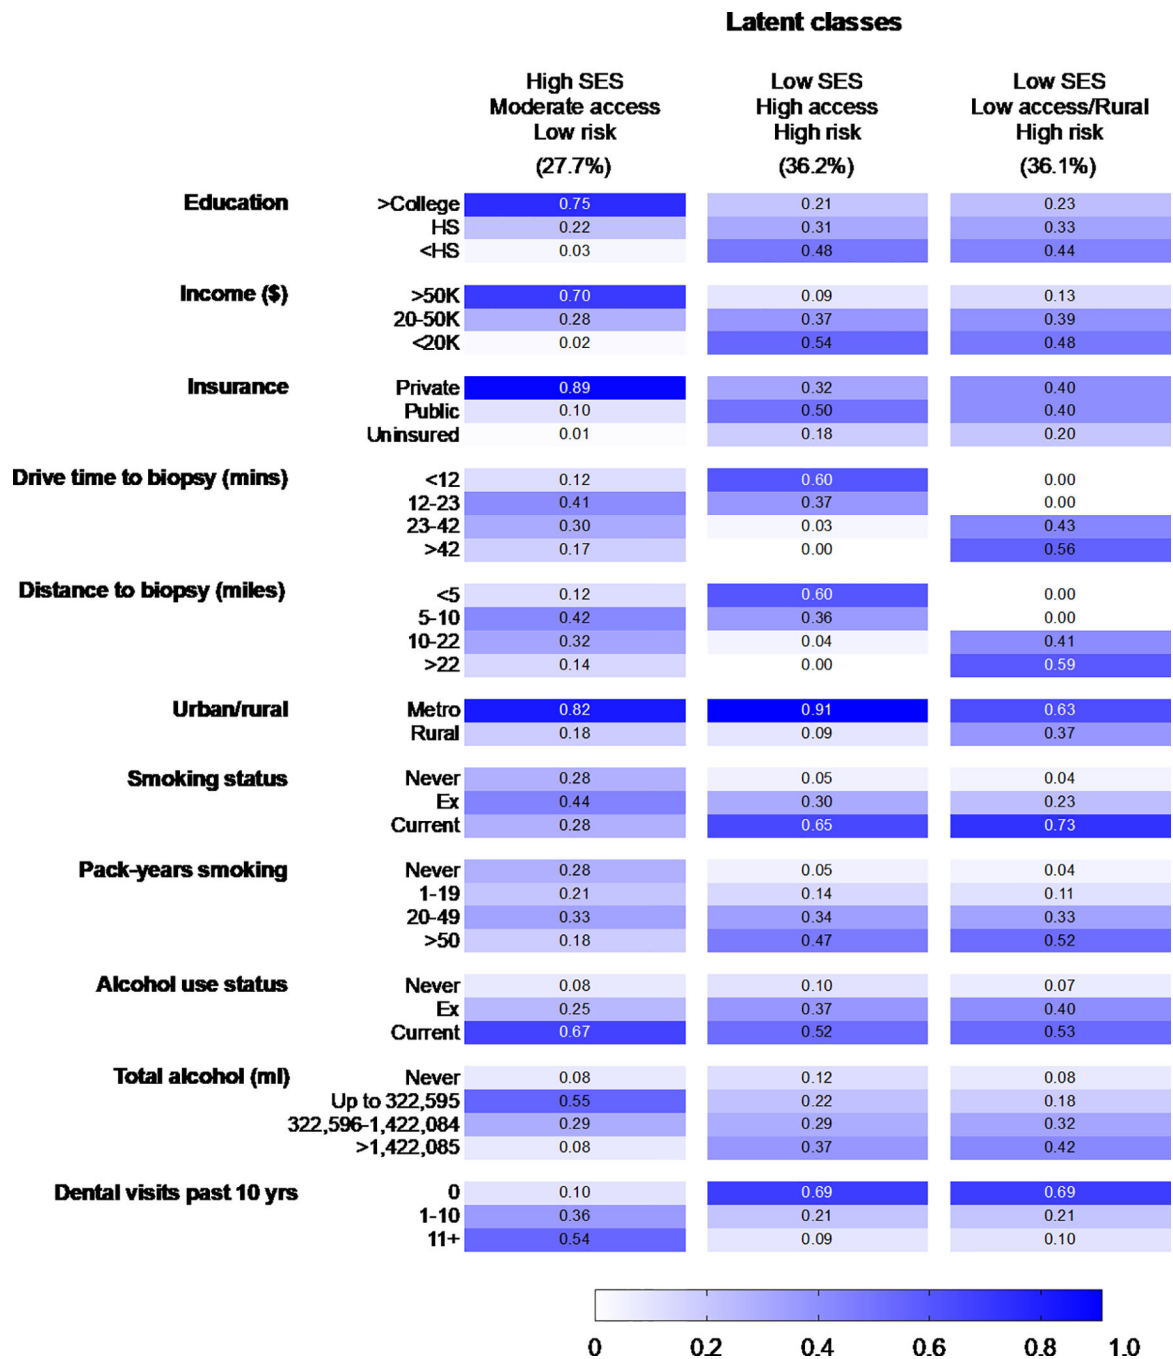 Latent classes
High SES Low SES Low SES
Moderate access High access Low access/Rural
Low risk High risk High risk
(27.7%) (36.2%) (36.1%)
Education >College 0.75 0.21 0.23
HS 0.22 0.31 0.33
<HS 0.03 0.48 0.44
Income ($) >50K 0.70 0.09 0.13
20-50K 0.28 0.37 0.39
<20K 0.02 0.54 0.48
Insurance Private 0.89 0.32 0.40
Public 0.10 0.50 0.40
Uninsured 0.01 0.18 0.20
Drive time to biopsy (mins) <12 0.12 0.60 0.00
12-23 0.41 0.37 0.00
23-42 0.30 0.03 0.43
>42 0.17 0.00 0.56
Distance to biopsy (miles) <5 0.12 0.60 0.00
5-10 0.42 0.36 0.00
10-22 0.32 0.04 0.41
>22 0.14 0.00 0.59
Urban/rural Metro 0.82 0.91 0.63
Rural 0.18 0.09 0.37
Smoking status Never 0.28 0.05 0.04
Ex 0.44 0.30 0.23
Current 0.28 0.65 0.73
Pack-years smoking Never 0.28 0.05 0.04
1-19 0.21 0.14 0.11
20-49 0.33 0.34 0.33
>50 0.18 0.47 0.52
Alcohol use status Never 0.08 0.10 0.07
Ex 0.25 0.37 0.40
Current 0.67 0.52 0.53
Total alcohol (ml) Never 0.08 0.12 0.08
Up to 322,595 0.55 0.22 0.18
322,596-1,422,084 0.29 0.29 0.32
>1,422,085 0.08 0.37 0.42
Dental visits past 10 yrs 0 0.10 0.69 0.69
1-10 0.36 0.21 0.21
11+ 0.54 0.09 0.10
0 0.2 0.4 0.6 0.8 1.0